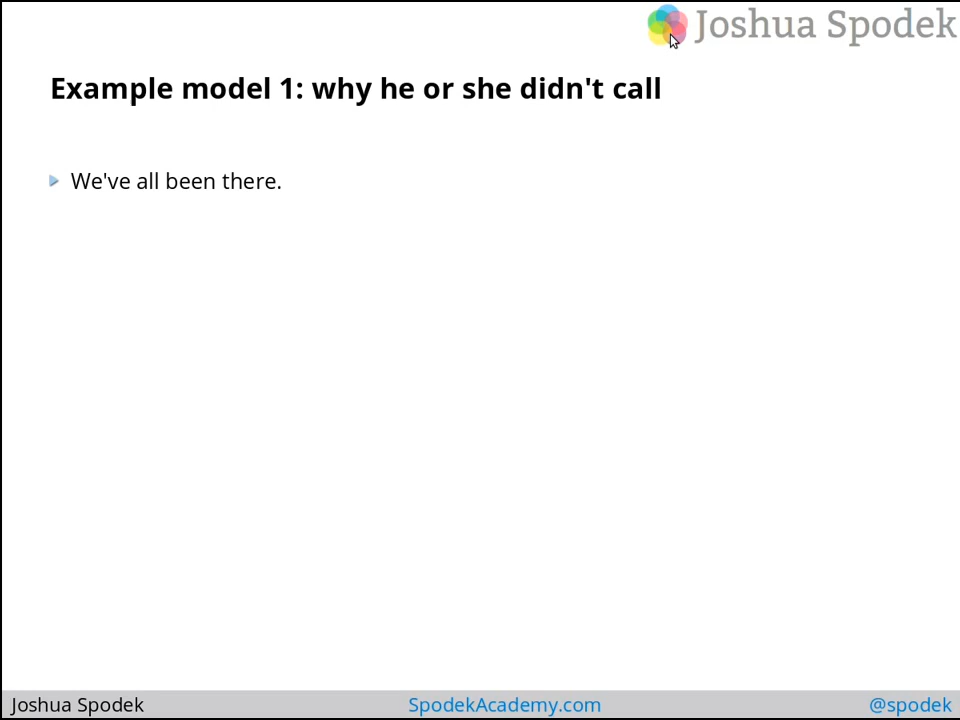 Joshua Spodek
Example model 1: why he or she didn't call
We've all been there.
Joshua Spodek SpodekAcademy.com @spodek